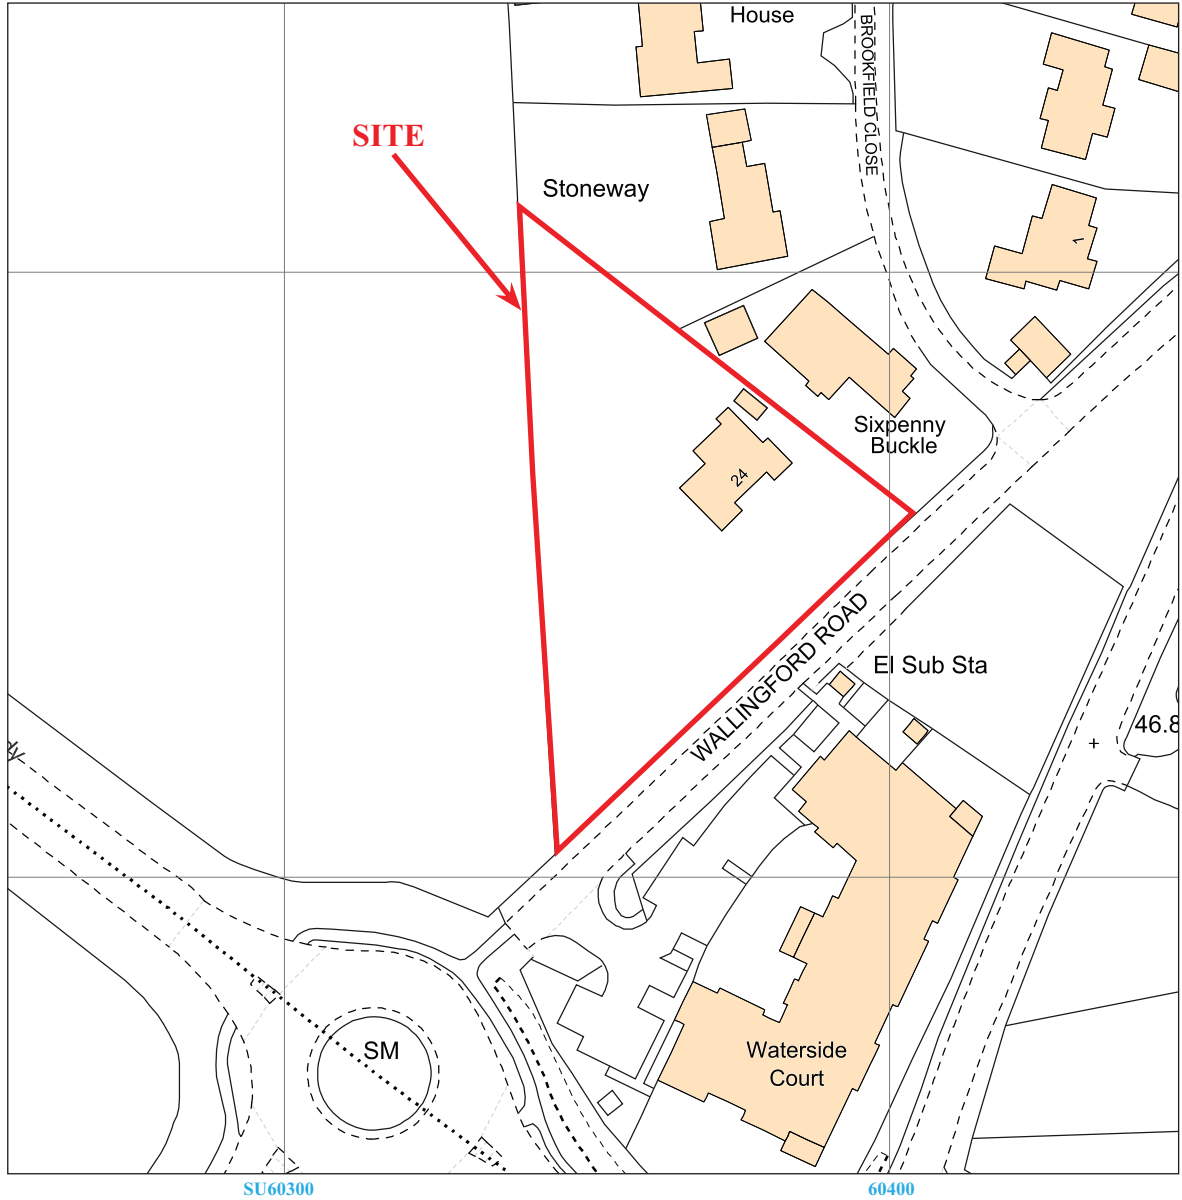 House
BROOKFIELD CLOSE
SITE
Stoneway
1
Sixpenny
Buckle
24
WALLINGFORD ROAD
El Sub Sta
46.8
SM
Waterside
Court
SU60300
60400